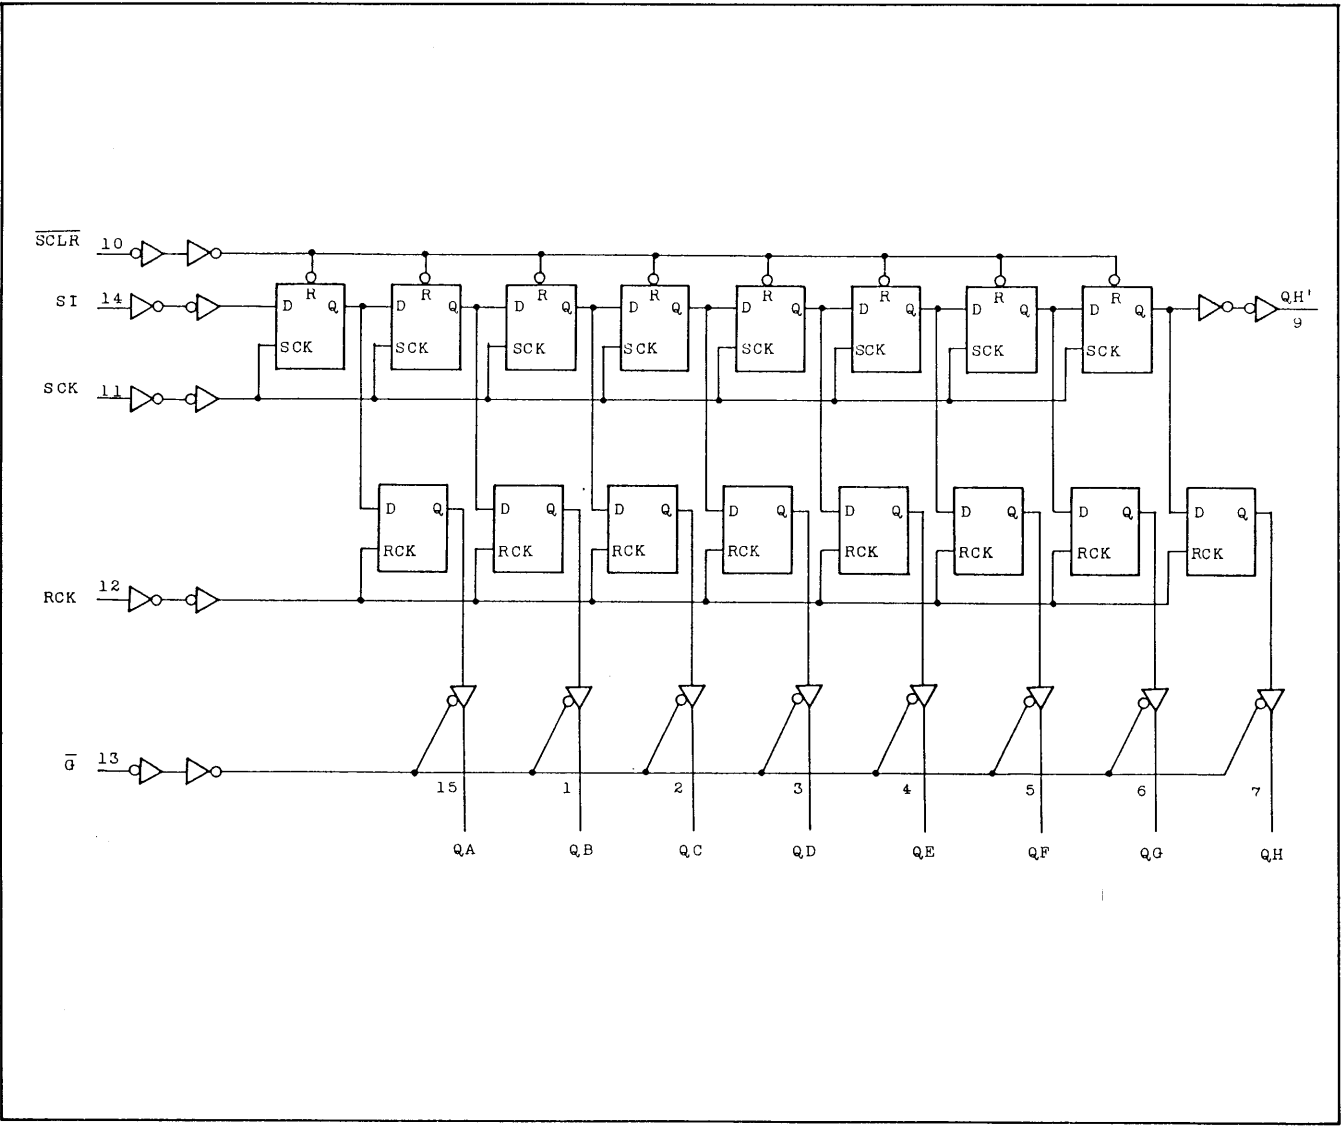 SCLR 10
SI 14
SCK 11
RCK 12
G 13
R R R R R R R R
D Q D Q D Q D Q D Q D Q D Q D Q
SCK SCK SCK SCK SCK SCK SCK SCK
QH' 9
D Q D Q D Q D Q D Q D Q D Q D Q
RCK RCK RCK RCK RCK RCK RCK RCK
15 1 2 3 4 5 6 7
QA QB QC QD QE QF QG QH